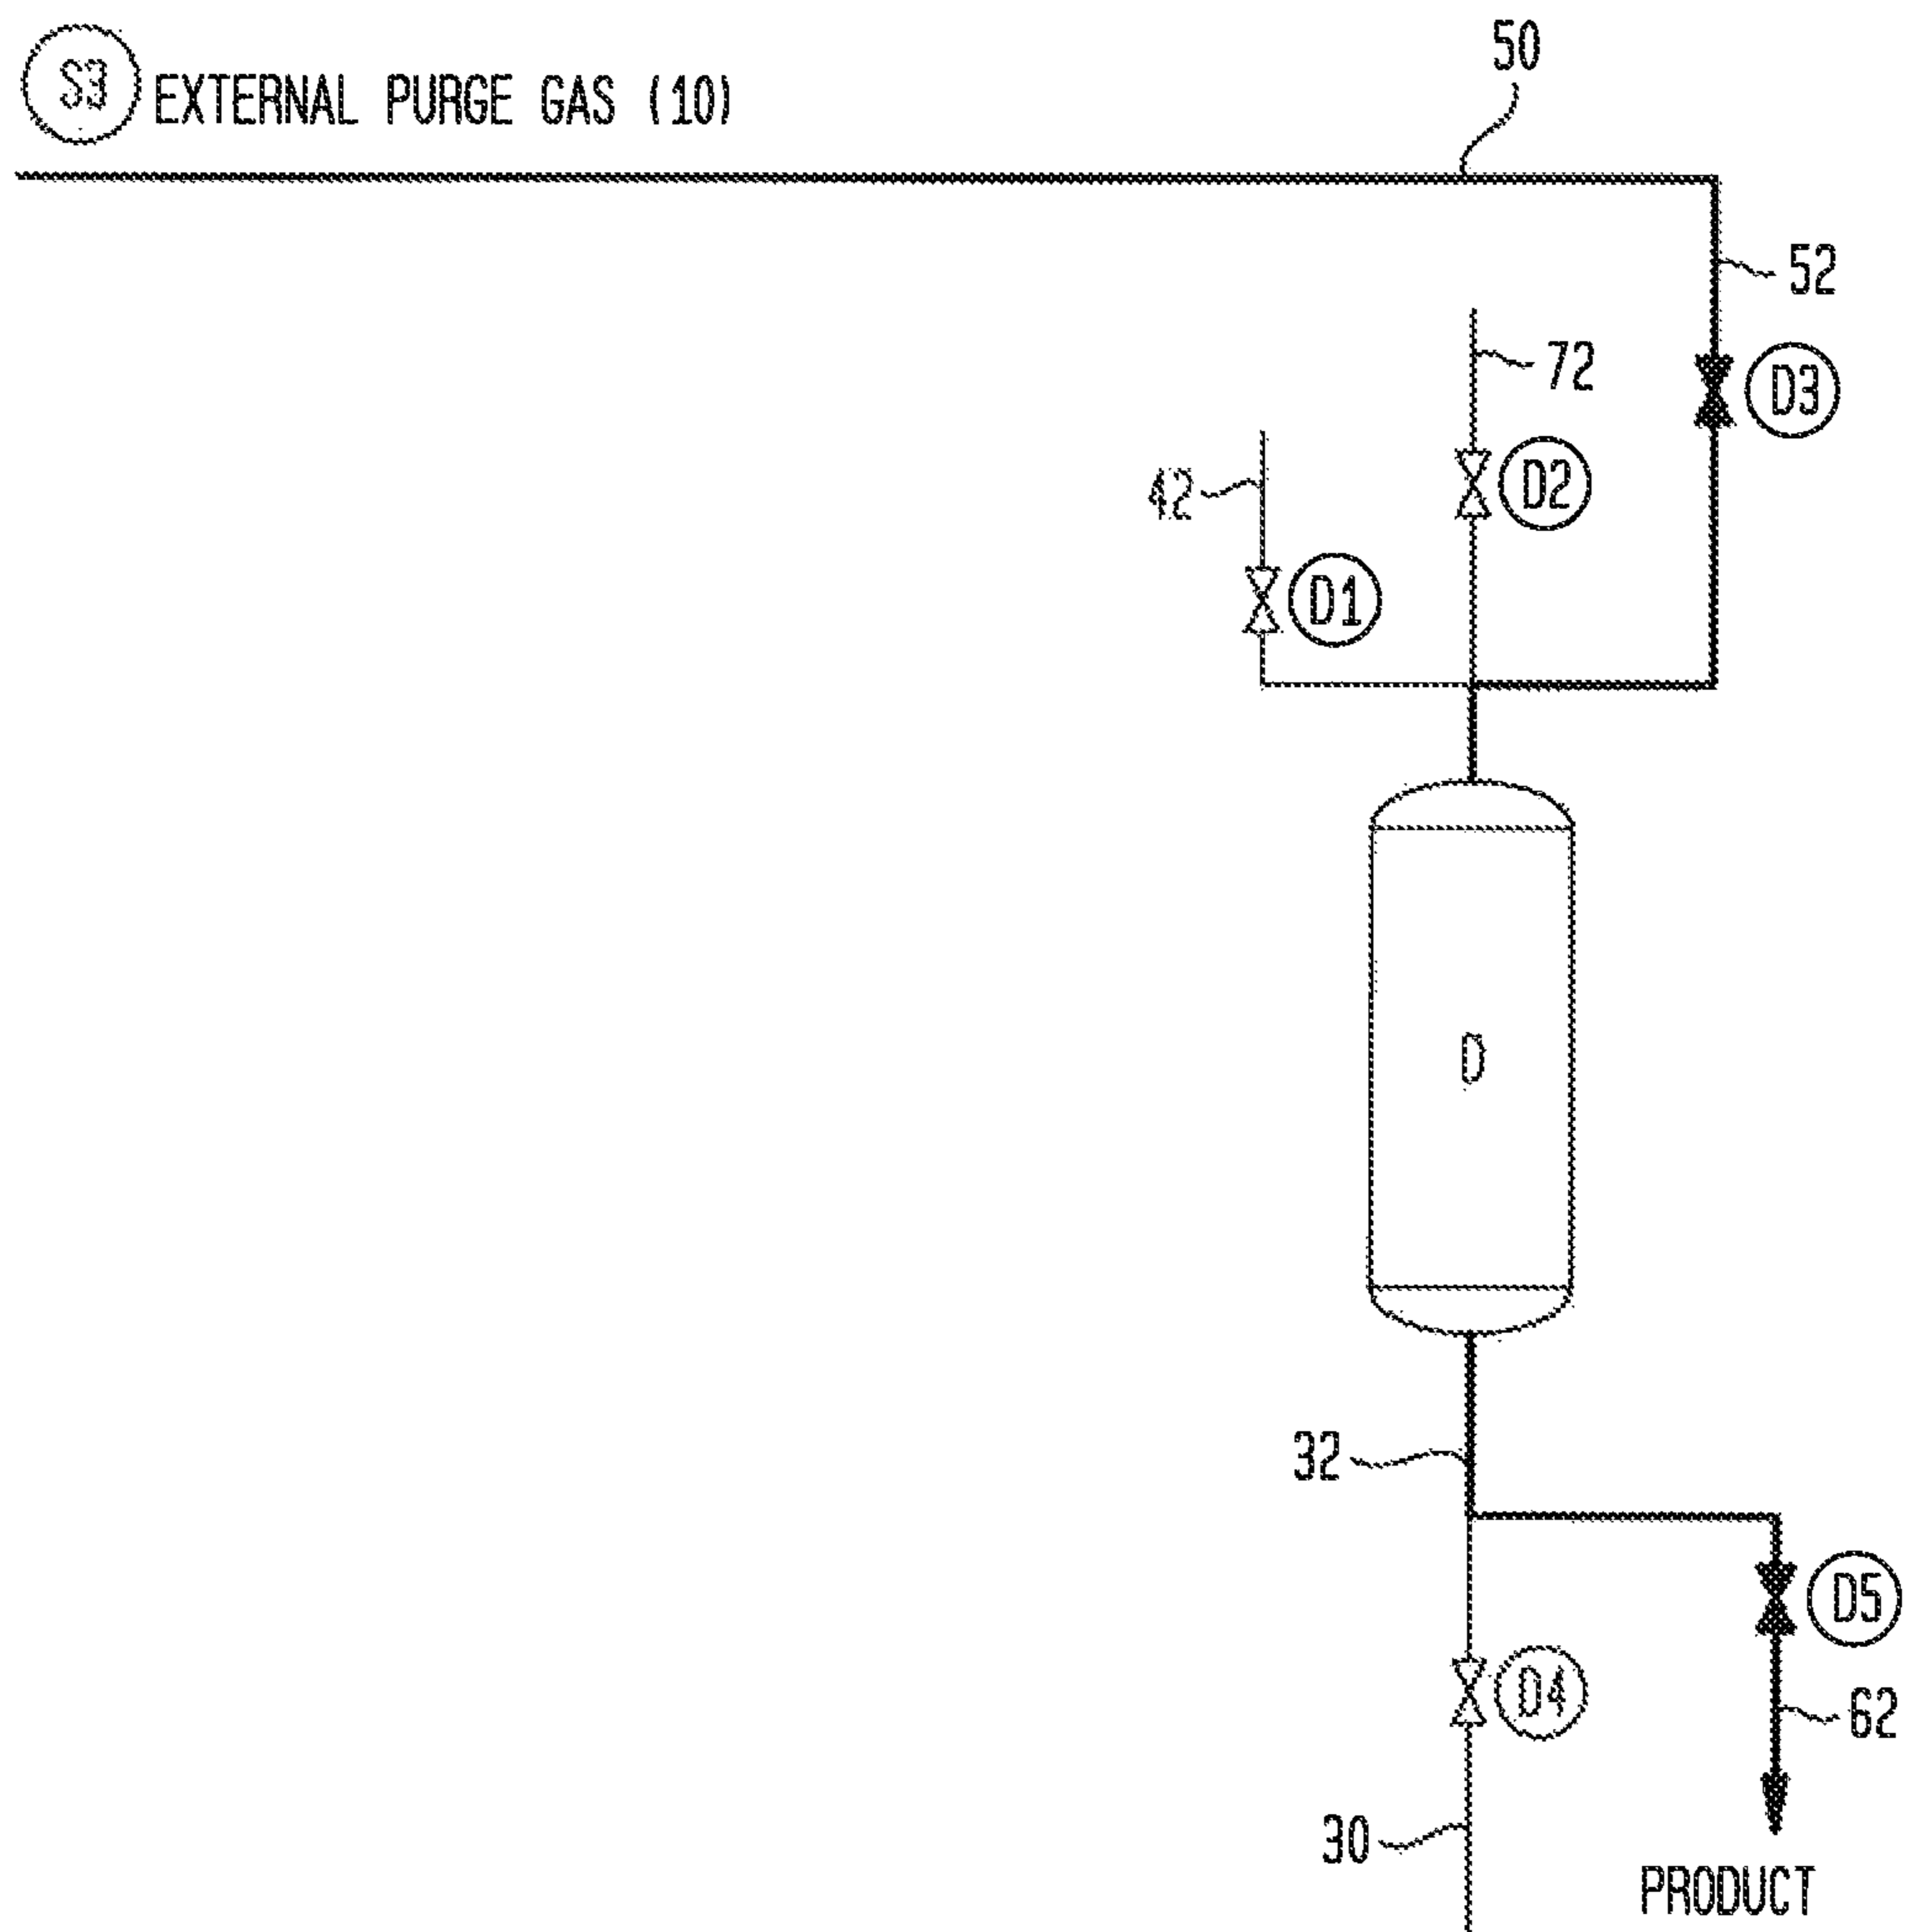 50
S3 EXTERNAL PURGE GAS (10)
52
72
D3
42
D2
D1
D
32
D5
D4
62
30
PRODUCT